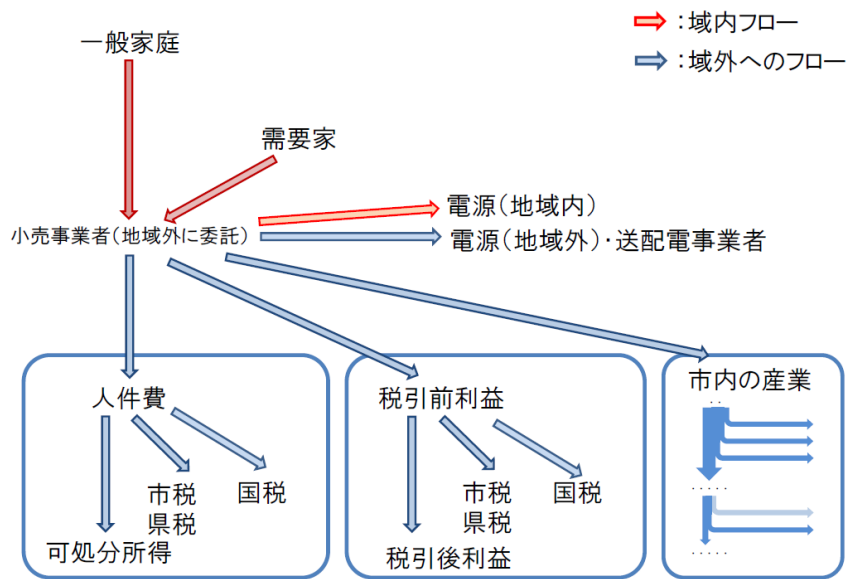 一般家庭
：域内フロー
：域外へのフロー
需要家
電源（地域内）
小売事業者（地域外に委託）
電源（地域外）・送配電事業者
人件費
市税
県税
国税
可処分所得
税引前利益
市税
県税
国税
税引後利益
市内の産業
. .
. . . . .
. . . . .